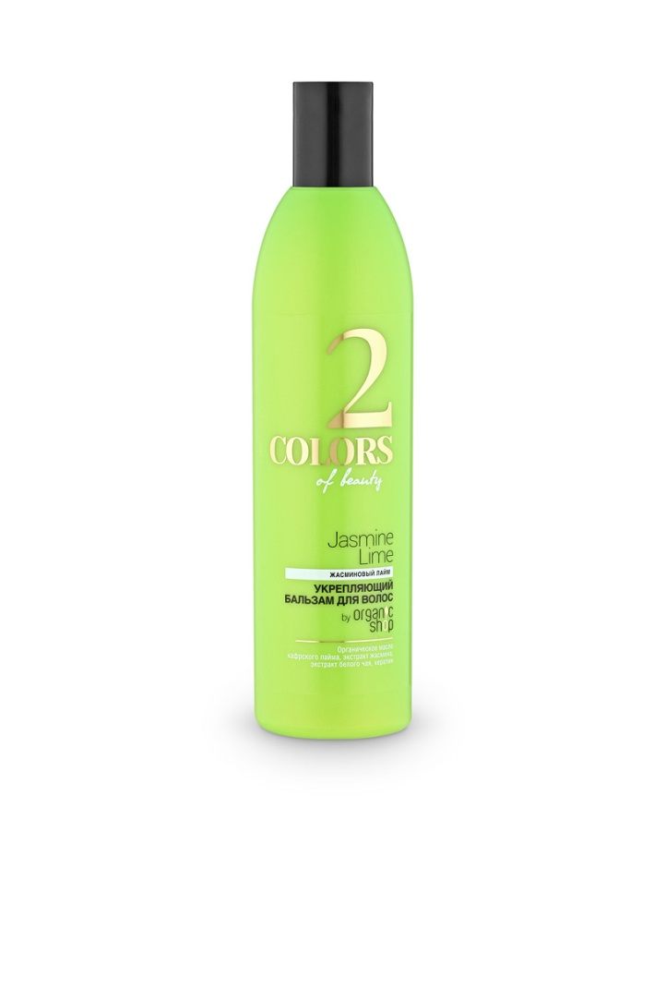 2
COLORS
of beauty
Jasmine
Lime
ЖАСМИНОВЫЙ ЛАЙМ
УКРЕПЛЯЮЩИЙ
БАЛЬЗАМ ДЛЯ ВОЛОС
by organic
shop
Органическое масло
кафрского лайма, экстракт жасмина,
экстракт белого чая, кератин